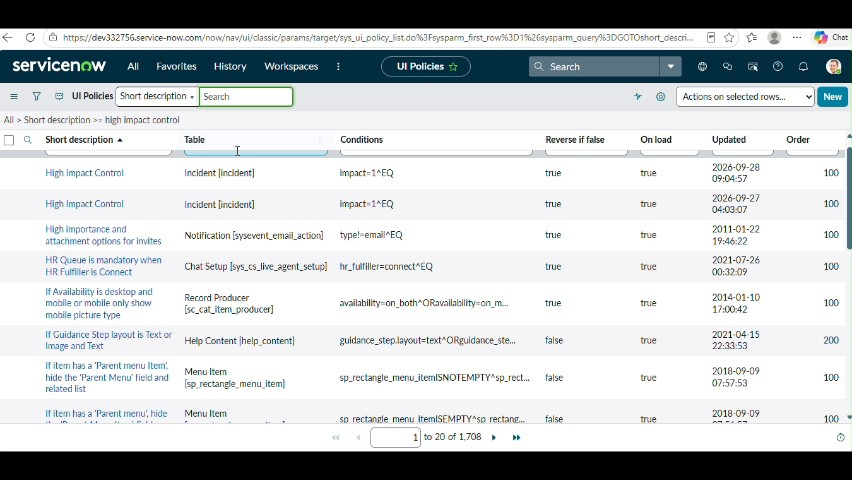 https://dev332756.service-now.com/now/nav/ui/classic/params/target/sys_ui_policy_list.do%3Fsysparm_first_row%3D1%26sysparm_query%3DGOTOshort_descri... Chat
servicenow All Favorites History Workspaces UI Policies Search
UI Policies Short description Search Actions on selected rows... New
All > Short description >= high impact control
Short description Table Conditions Reverse if false On load Updated Order
High Impact Control Incident [incident] impact=1^EQ true true 2026-09-28 09:04:57 100
High Impact Control Incident [incident] impact=1^EQ true true 2026-09-27 04:03:07 100
High importance and attachment options for invites Notification [sysevent_email_action] type!=email^EQ true true 2011-01-22 19:46:22 100
HR Queue is mandatory when HR Fulfiller is Connect Chat Setup [sys_cs_live_agent_setup] hr_fulfiller=connect^EQ true true 2021-07-26 00:32:09 100
If Availability is desktop and mobile or mobile only show mobile picture type Record Producer [sc_cat_item_producer] availability=on_both^ORavailability=on_m... true true 2014-01-10 17:00:42 100
If Guidance Step layout is Text or Image and Text Help Content [help_content] guidance_step.layout=text^ORguidance_ste... false true 2021-04-15 22:33:53 200
If item has a 'Parent menu Item', hide the 'Parent Menu' field and related list Menu Item [sp_rectangle_menu_item] sp_rectangle_menu_itemISNOTEMPTY^sp_rect... false true 2018-09-09 07:57:53 100
If item has a 'Parent menu', hide Menu Item sp_rectangle_menu_itemISEMPTY^sp_rectang... false true 2018-09-09 100
1 to 20 of 1,708